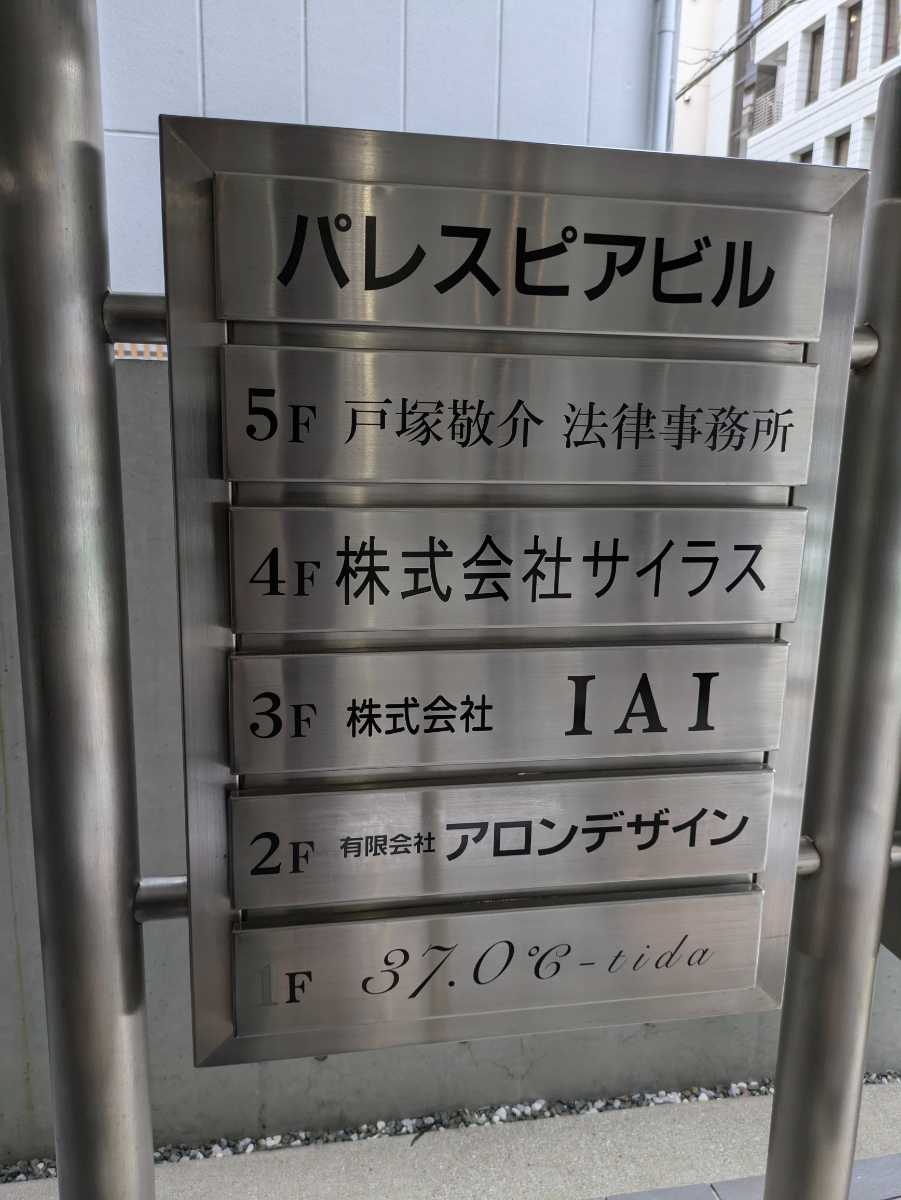 パレスピアビル
5F 戸塚敬介 法律事務所
4F 株式会社サイラス
3F 株式会社 IAI
2F 有限会社 アロンデザイン
1F 37.0℃-tida